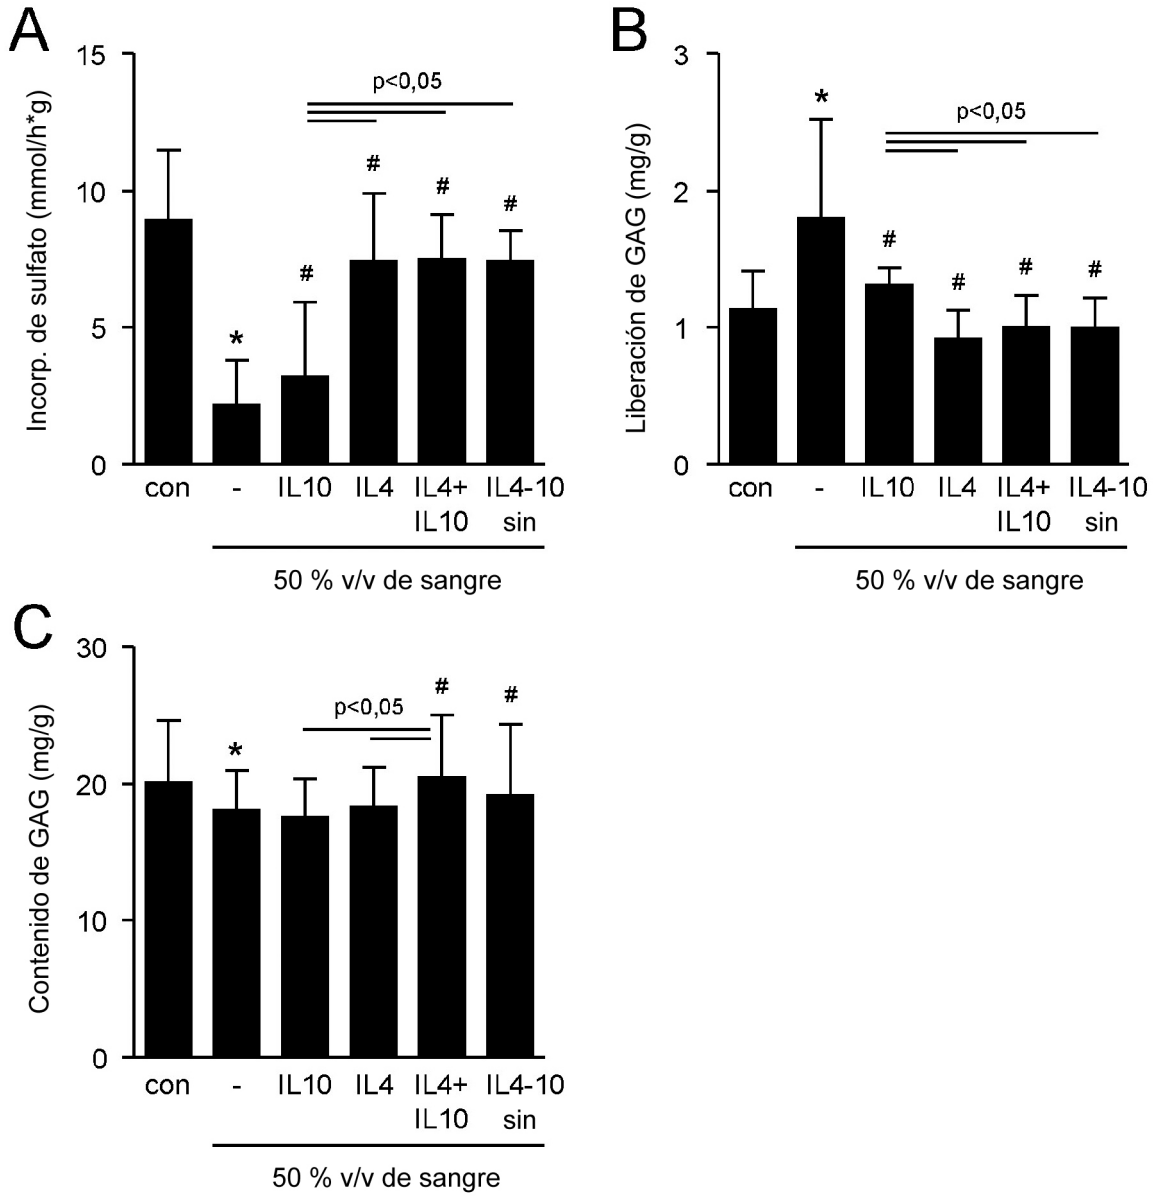 A
Incorp. de sulfato (mmol/h*g)
15
10
5
0
p<0,05
*
#
#
#
#
con
-
IL10
IL4
IL4+
IL10
IL4-10
sin
50 % v/v de sangre
B
Liberación de GAG (mg/g)
3
2
1
0
*
p<0,05
#
#
#
#
con
-
IL10
IL4
IL4+
IL10
IL4-10
sin
50 % v/v de sangre
C
Contenido de GAG (mg/g)
30
20
10
0
*
p<0,05
#
#
con
-
IL10
IL4
IL4+
IL10
IL4-10
sin
50 % v/v de sangre